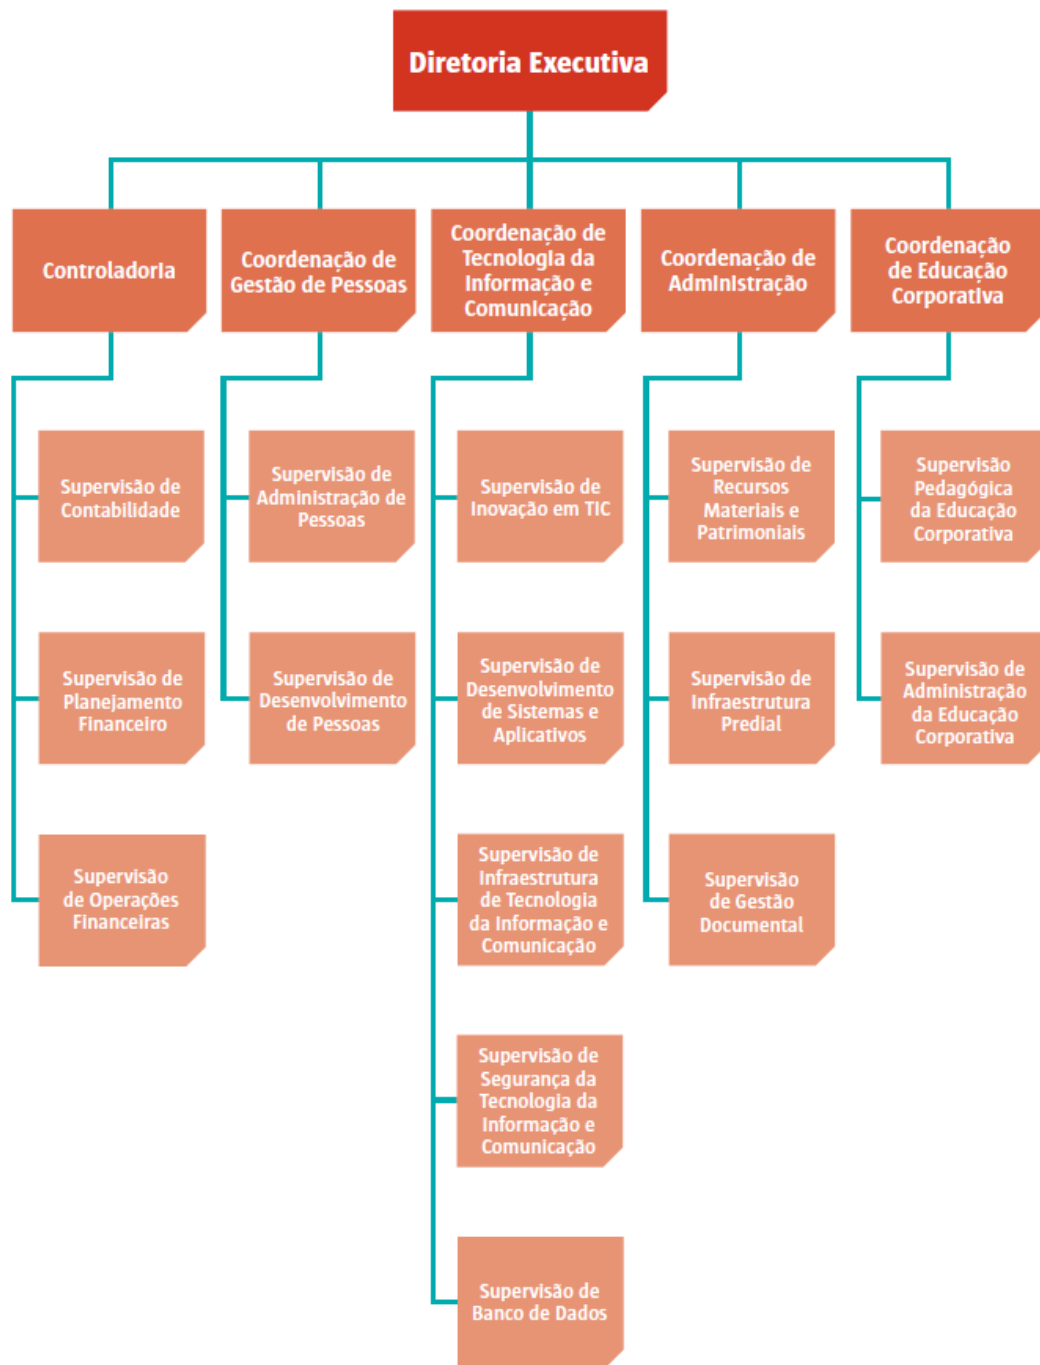 Diretoria Executiva
Controladoria
Coordenação de
Gestão de Pessoas
Coordenação de
Tecnologia da
Informação e
Comunicação
Coordenação de
Administração
Coordenação
de Educação
Corporativa
Supervisão de
Contabilidade
Supervisão de
Planejamento
Financeiro
Supervisão
de Operações
Financeiras
Supervisão de
Administração de
Pessoas
Supervisão de
Desenvolvimento
de Pessoas
Supervisão de
Inovação em TIC
Supervisão de
Desenvolvimento
de Sistemas e
Aplicativos
Supervisão de
Infraestrutura
de Tecnologia
da Informação e
Comunicação
Supervisão de
Segurança da
Tecnologia da
Informação e
Comunicação
Supervisão de
Banco de Dados
Supervisão de
Recursos
Materiais e
Patrimoniais
Supervisão de
Infraestrutura
Predial
Supervisão
de Gestão
Documental
Supervisão
Pedagógica
da Educação
Corporativa
Supervisão de
Administração
da Educação
Corporativa